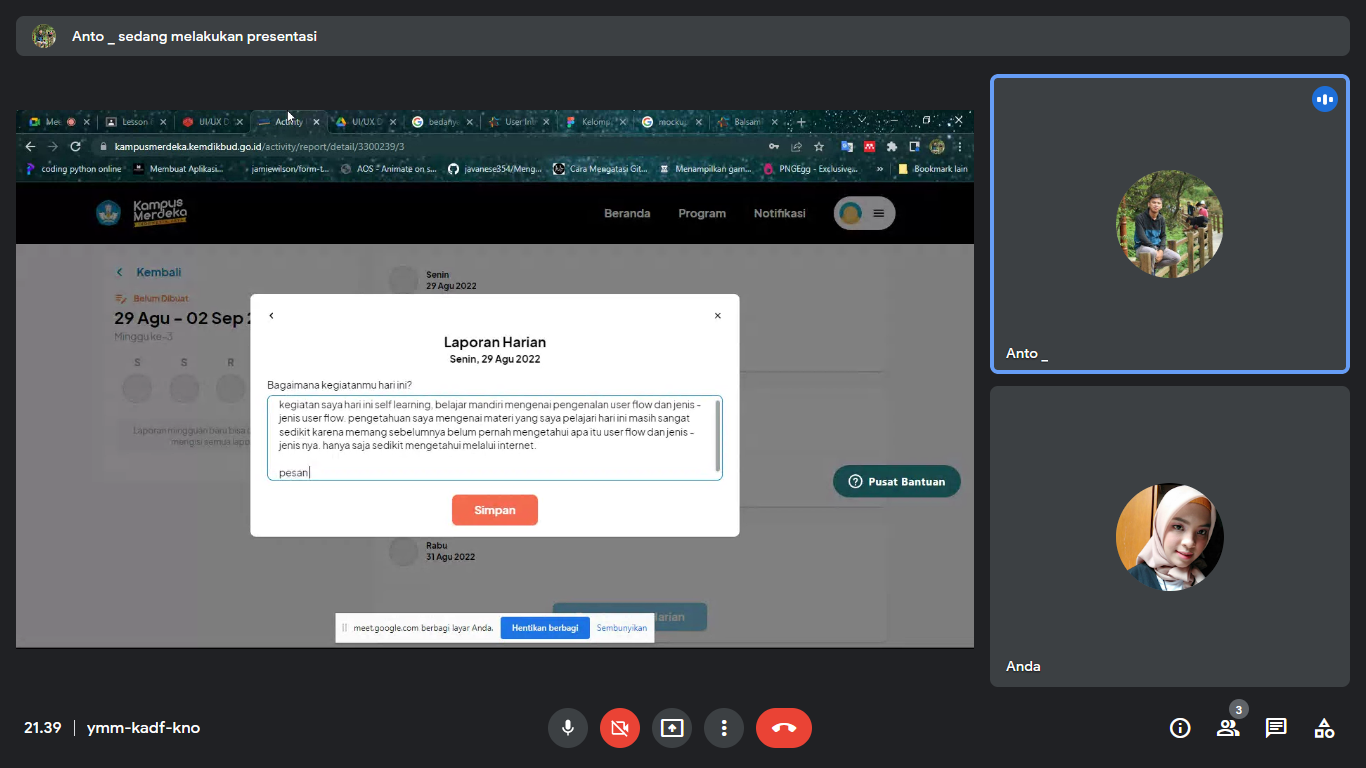 Anto _ sedang melakukan presentasi
Lesson
UI/UX D
Activity
UI/UX D
bedany
User Int
Kelomp
mocku
Balsam
kampusmerdeka.kemdikbud.go.id/activity/report/detail/3300239/3
coding python online
Membuat Aplikasi...
jamiewilson/form-t...
AOS - Animate on s...
javanese354/Meng...
Cara Mengatasi Git...
Menampilkan gam...
PNGEgg - Exclusive...
»
Bookmark lain
Kampus
Merdeka
Beranda
Program
Notifikasi
Kembali
Belum Dibuat
29 Agu – 02 Sep 2
Minggu ke-3
S S R
Laporan mingguan baru bisa
mengisi semua lapo
Senin
29 Agu 2022
Laporan Harian
Senin, 29 Agu 2022
Bagaimana kegiatanmu hari ini?
kegiatan saya hari ini self learning, belajar mandiri mengenai pengenalan user flow dan jenis -
jenis user flow. pengetahuan saya mengenai materi yang saya pelajari hari ini masih sangat
sedikit karena memang sebelumnya belum pernah mengetahui apa itu user flow dan jenis -
jenis nya. hanya saja sedikit mengetahui melalui internet.
pesan
Simpan
Pusat Bantuan
Rabu
31 Agu 2022
arian
meet.google.com berbagi layar Anda.
Hentikan berbagi
Sembunyikan
Anto _
Anda
21.39
ymm-kadf-kno
3